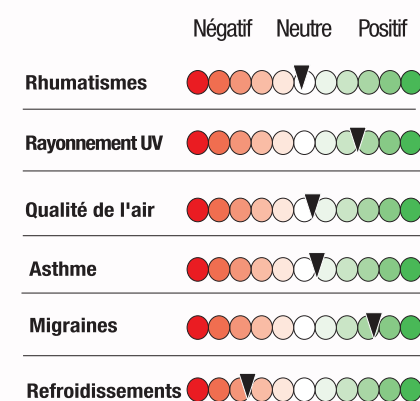 Négatif Neutre Positif
Rhumatismes
Rayonnement UV
Qualité de l'air
Asthme
Migraines
Refroidissements